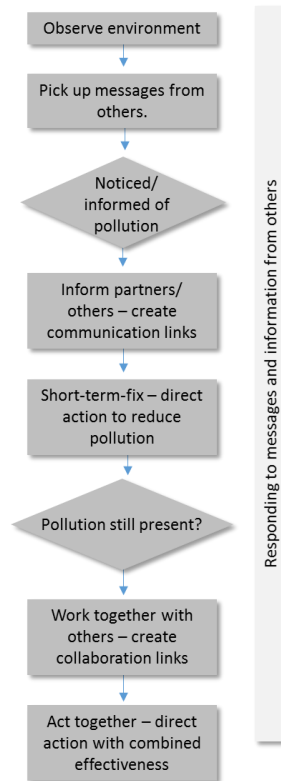 Observe environment
Pick up messages from
others.
Noticed/
informed of
pollution
Inform partners/
others – create
communication links
Short-term-fix – direct
action to reduce
pollution
Pollution still present?
Work together with
others – create
collaboration links
Act together – direct
action with combined
effectiveness
Responding to messages and information from others